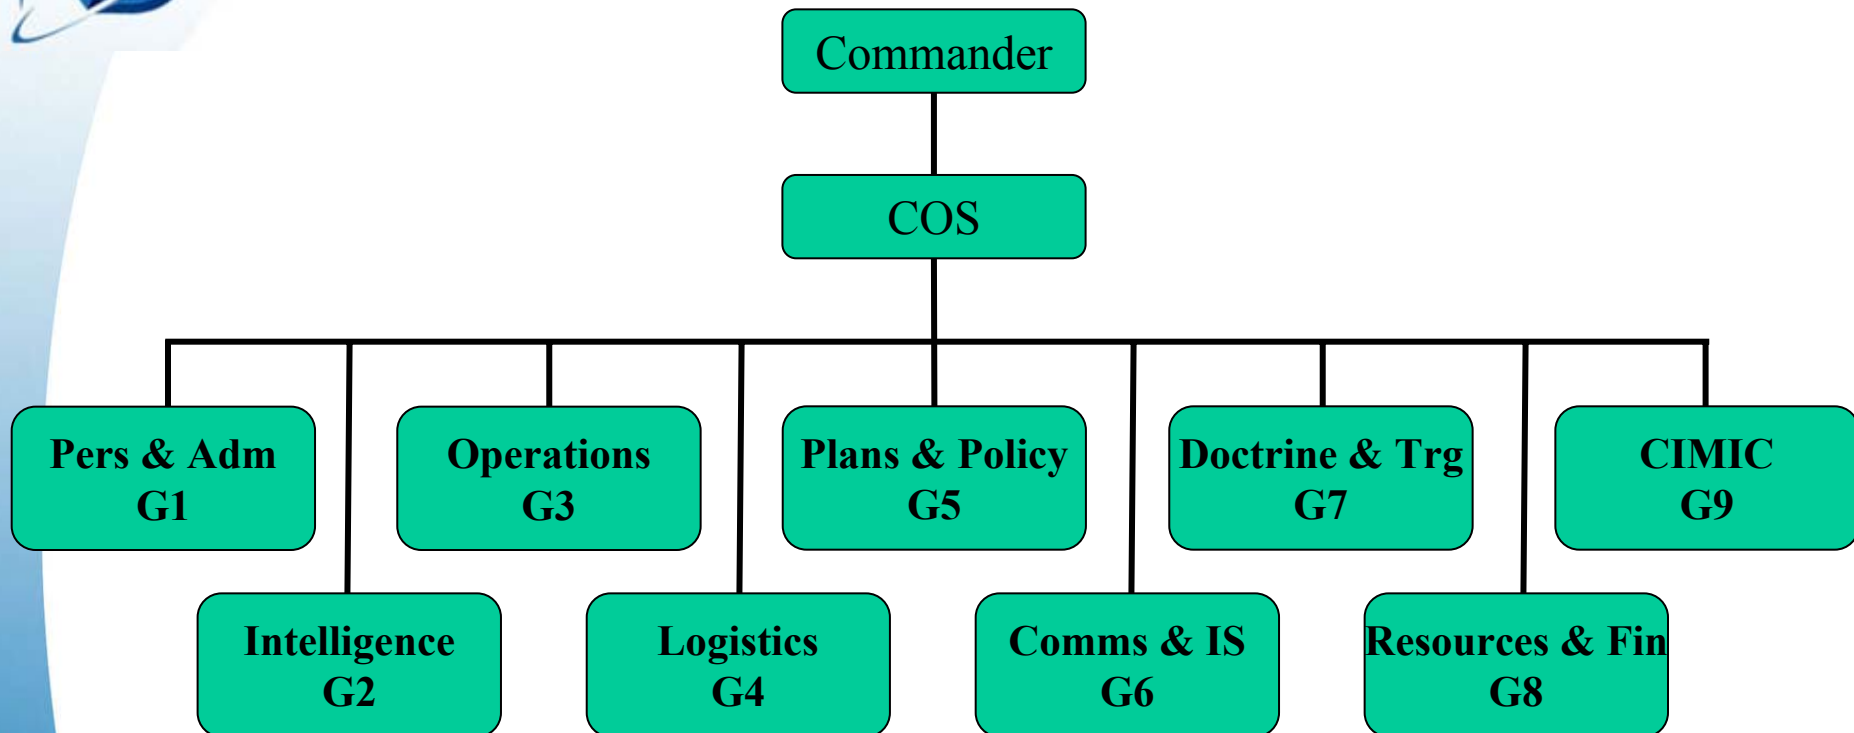 Commander
COS
Pers & Adm
G1
Operations
G3
Plans & Policy
G5
Doctrine & Trg
G7
CIMIC
G9
Intelligence
G2
Logistics
G4
Comms & IS
G6
Resources & Fin
G8